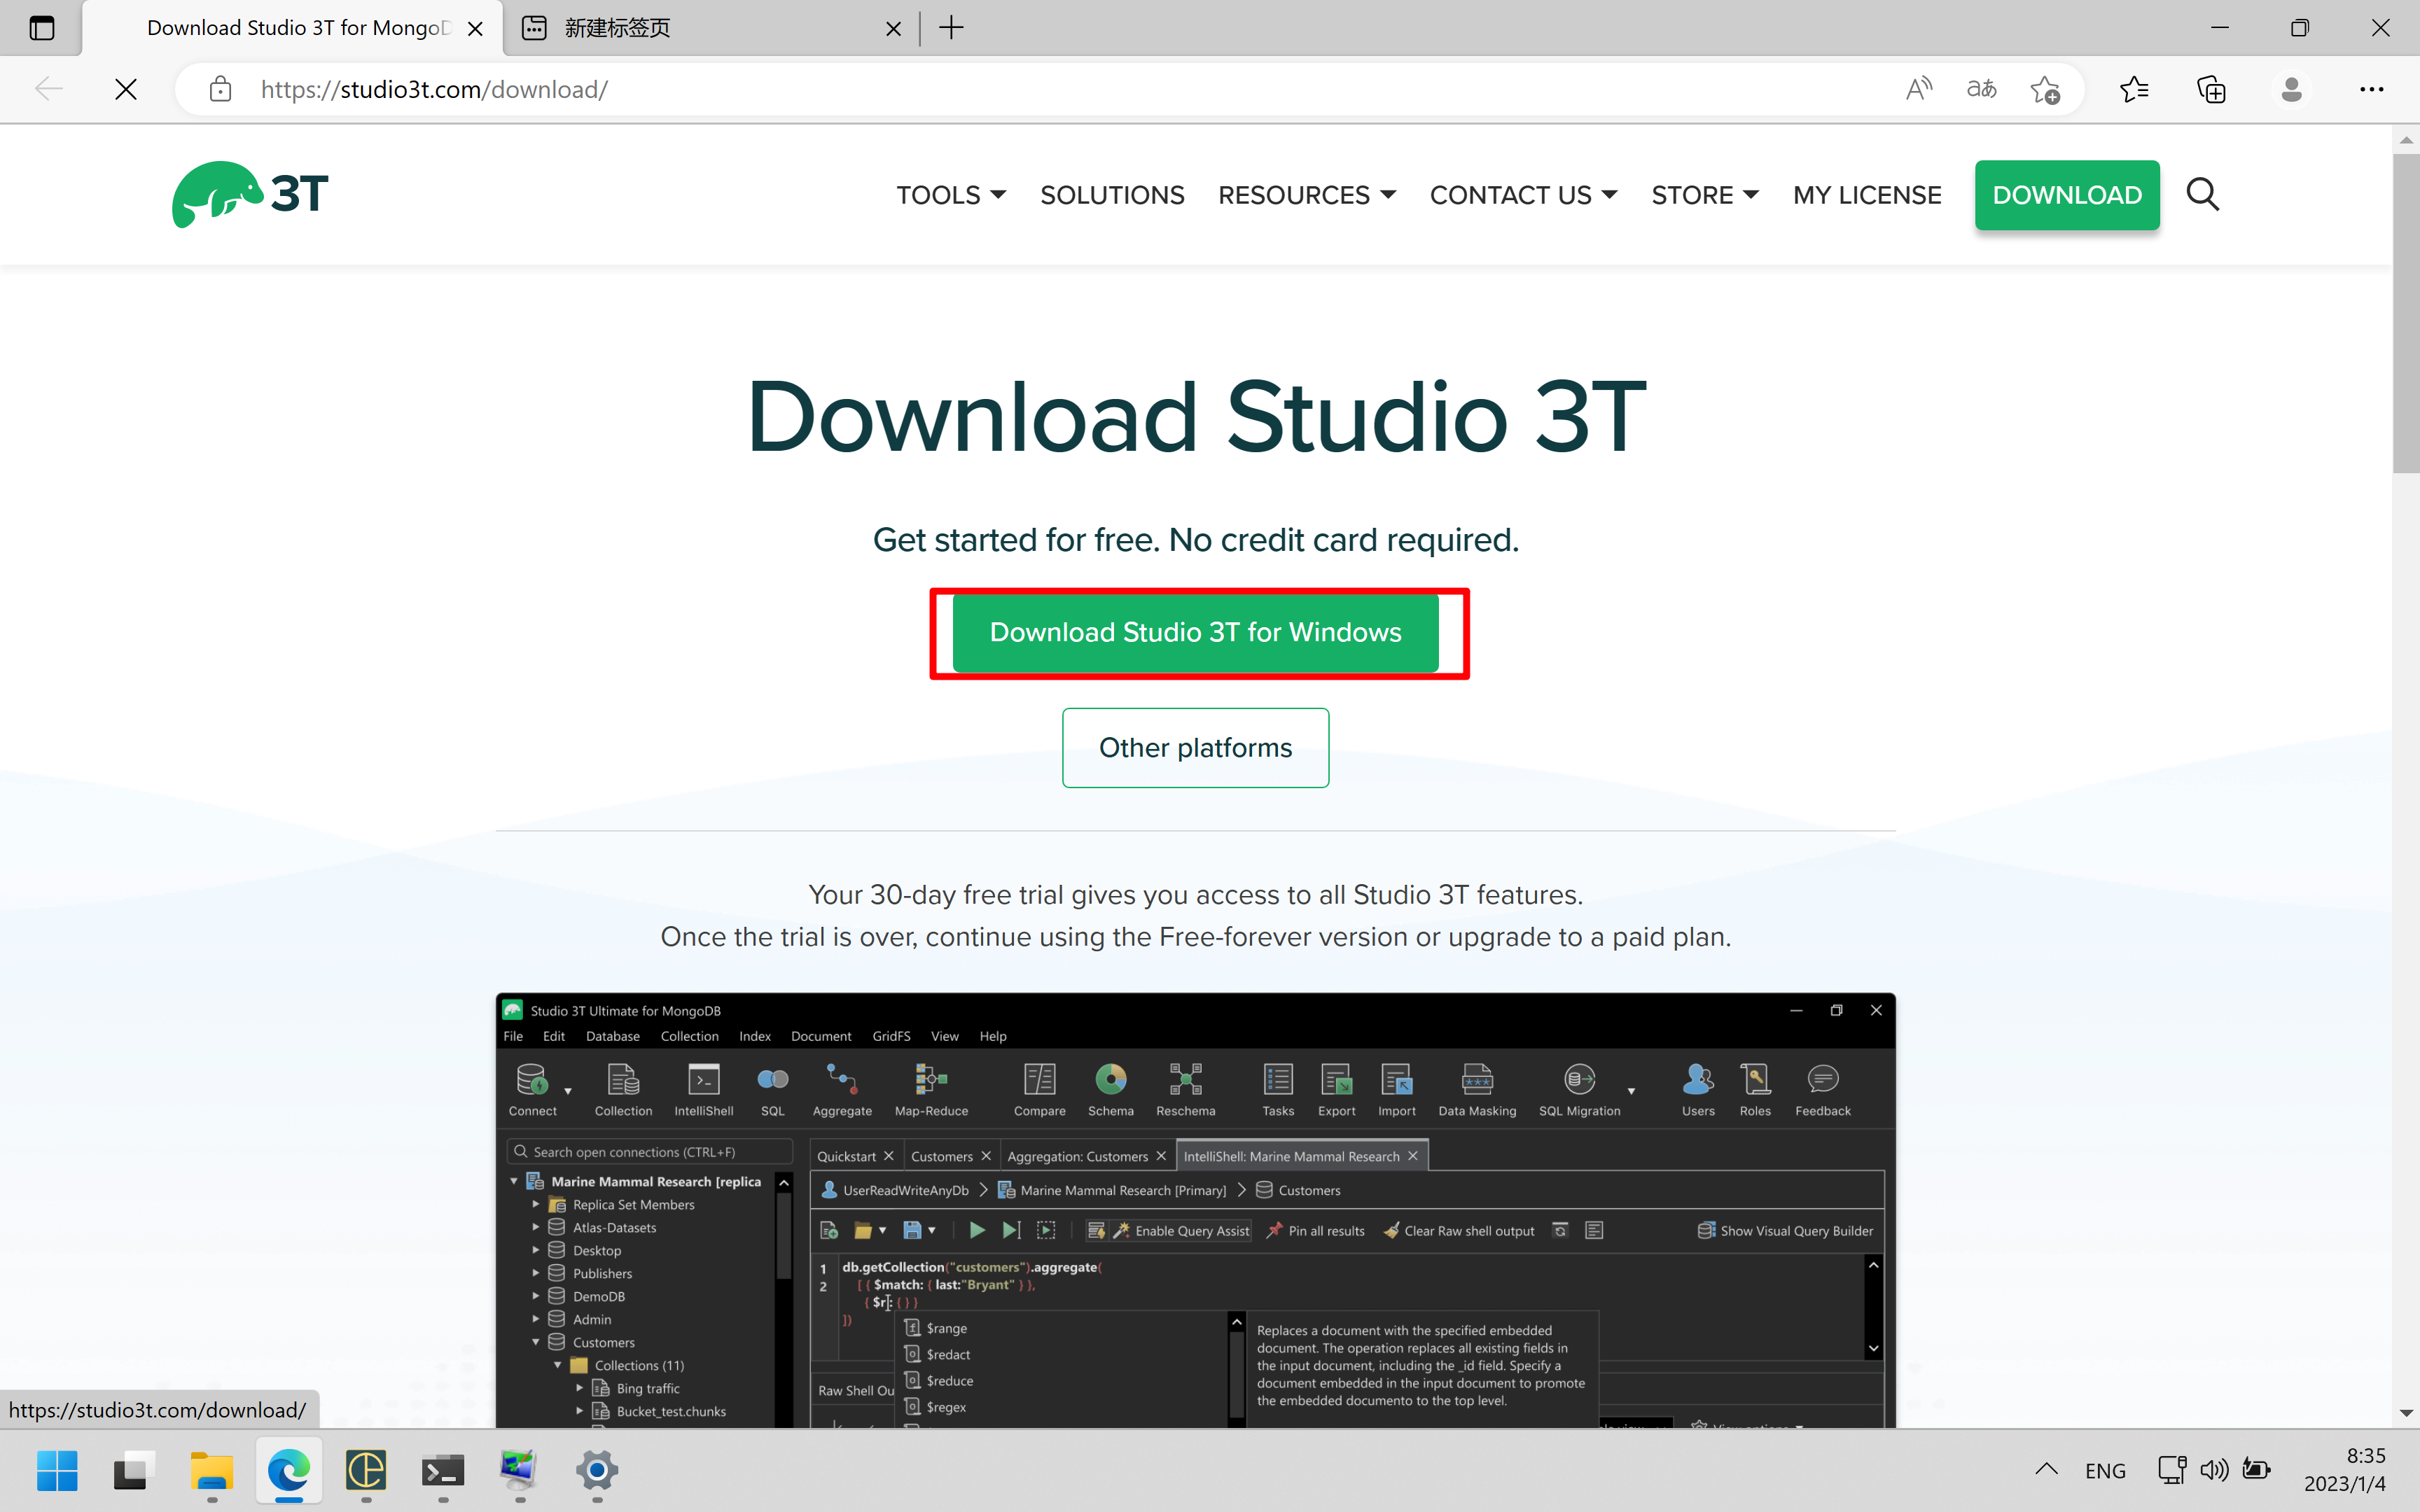 Download Studio 3T for MongoD
新建标签页
https://studio3t.com/download/
3T
TOOLS SOLUTIONS RESOURCES CONTACT US STORE MY LICENSE DOWNLOAD
Download Studio 3T
Get started for free. No credit card required.
Download Studio 3T for Windows
Other platforms
Your 30-day free trial gives you access to all Studio 3T features.
Once the trial is over, continue using the Free-forever version or upgrade to a paid plan.
Studio 3T Ultimate for MongoDB
File Edit Database Collection Index Document GridFS View Help
Connect Collection IntelliShell SQL Aggregate Map-Reduce Compare Schema Reschema Tasks Export Import Data Masking SQL Migration Users Roles Feedback
Search open connections (CTRL+F)
Marine Mammal Research [replica
Replica Set Members
Atlas-Datasets
Desktop
Publishers
DemoDB
Admin
Customers
Collections (11)
Bing traffic
Bucket_test.chunks
Quickstart Customers Aggregation: Customers IntelliShell: Marine Mammal Research
UserReadWriteAnyDb Marine Mammal Research [Primary] Customers
Enable Query Assist Pin all results Clear Raw shell output Show Visual Query Builder
1 db.getCollection("customers").aggregate(
2 [ { $match: { last:"Bryant" } },
{ $r: { } }
])
$range
$redact
$reduce
$regex
Replaces a document with the specified embedded
document. The operation replaces all existing fields in
the input document, including the _id field. Specify a
document embedded in the input document to promote
the embedded documento to the top level.
Raw Shell Ou
https://studio3t.com/download/
ENG
8:35
2023/1/4